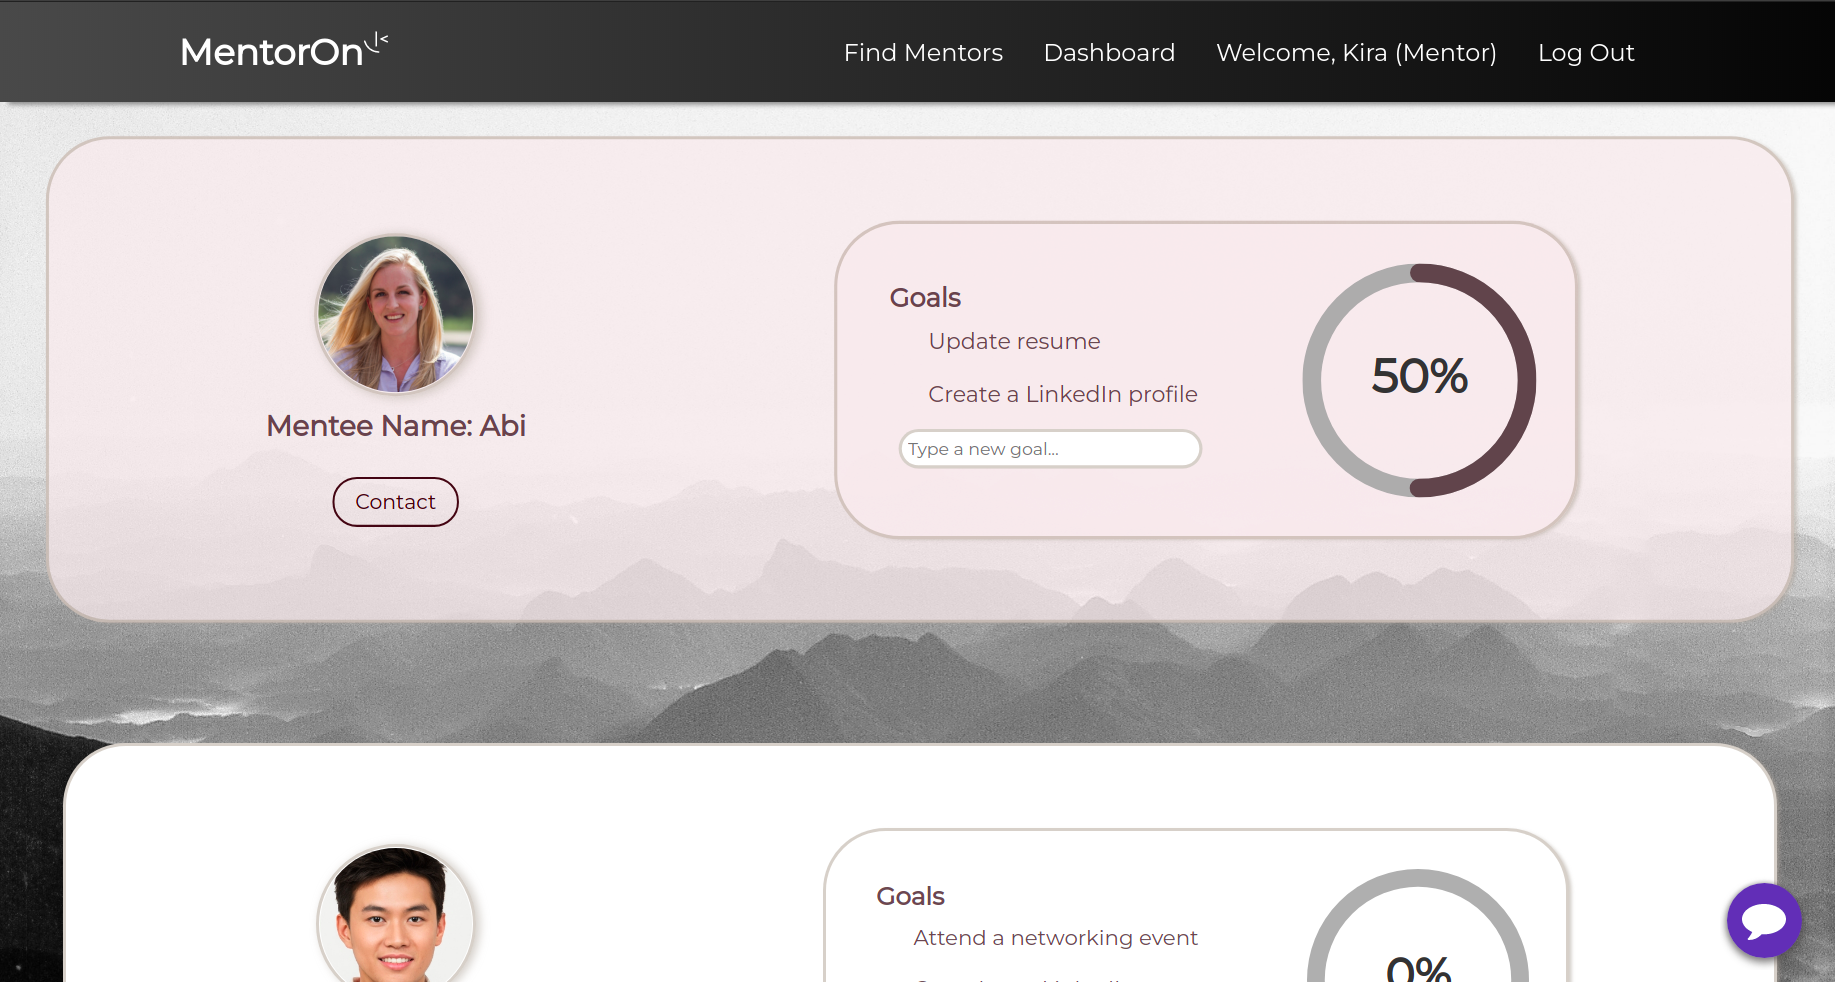 MentorOn
Find Mentors
Dashboard
Welcome, Kira (Mentor)
Log Out
Mentee Name: Abi
Contact
Goals
Update resume
Create a LinkedIn profile
Type a new goal...
50%
Goals
Attend a networking event
0%